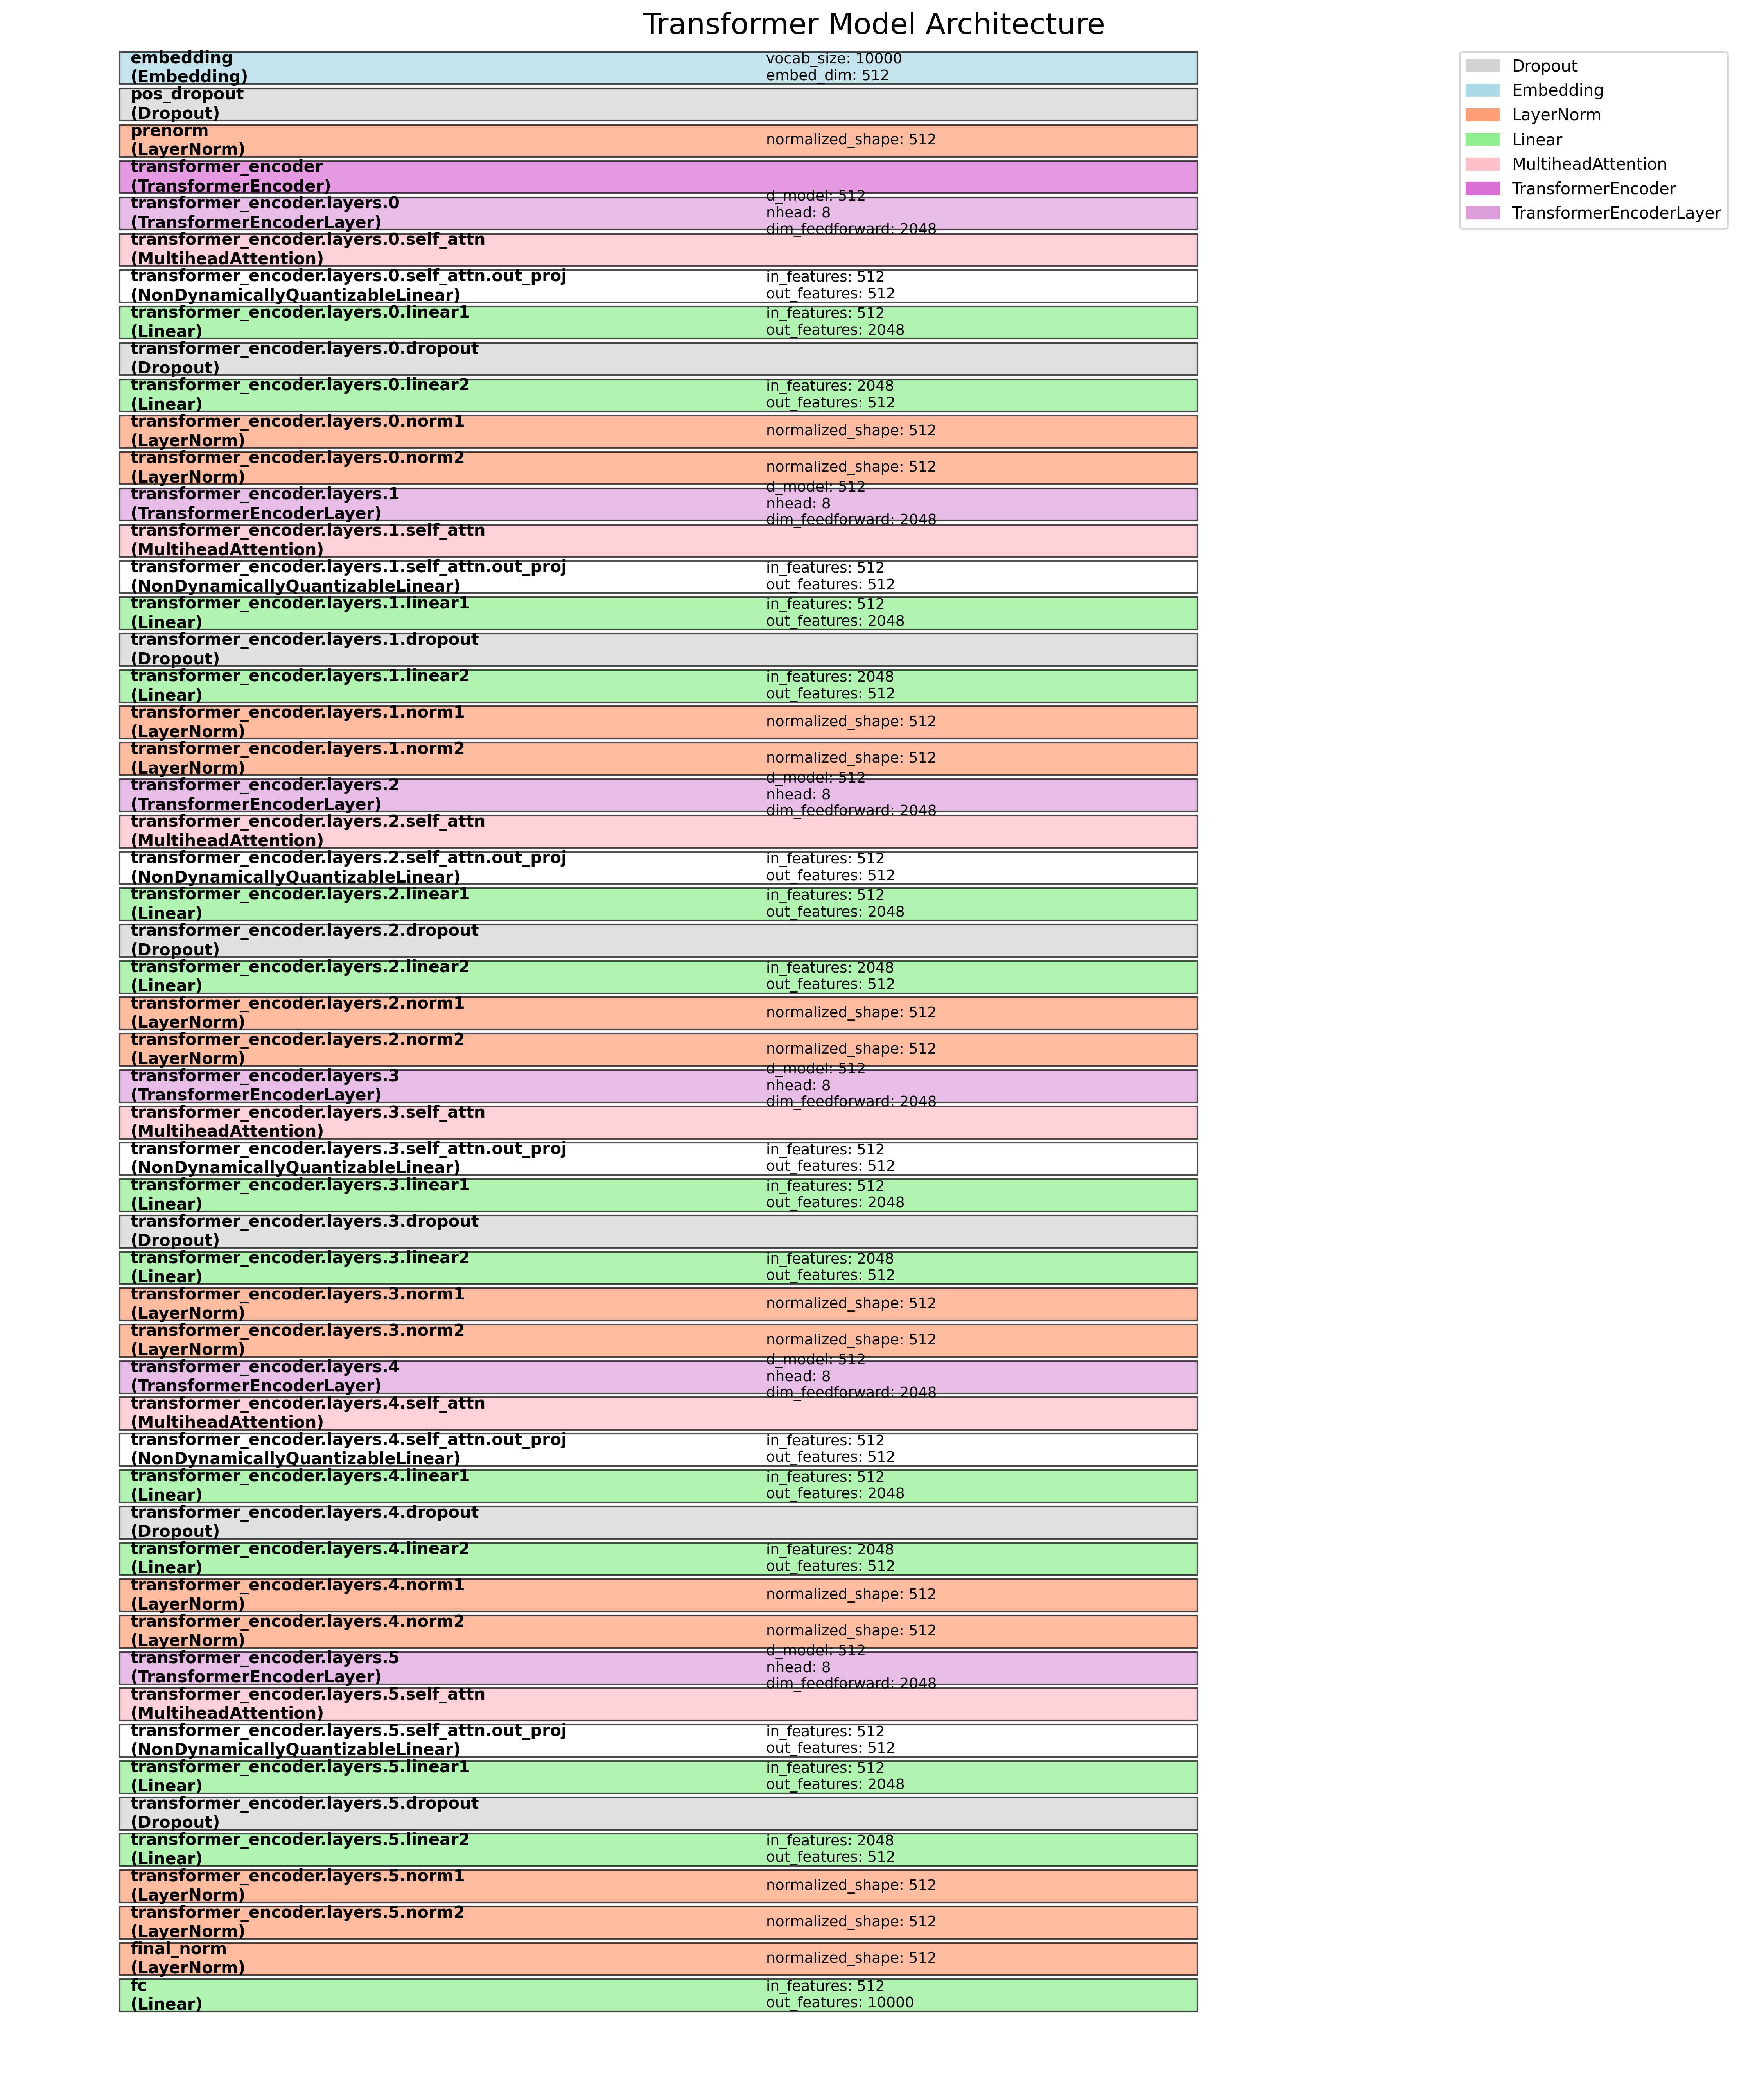 Transformer Model Architecture
embedding
(Embedding)
vocab_size: 10000
embed_dim: 512
pos_dropout
(Dropout)
prenorm
(LayerNorm)
normalized_shape: 512
transformer_encoder
(TransformerEncoder)
transformer_encoder.layers.0
(TransformerEncoderLayer)
d_model: 512
nhead: 8
dim_feedforward: 2048
transformer_encoder.layers.0.self_attn
(MultiheadAttention)
transformer_encoder.layers.0.self_attn.out_proj
(NonDynamicallyQuantizableLinear)
in_features: 512
out_features: 512
transformer_encoder.layers.0.linear1
(Linear)
in_features: 512
out_features: 2048
transformer_encoder.layers.0.dropout
(Dropout)
transformer_encoder.layers.0.linear2
(Linear)
in_features: 2048
out_features: 512
transformer_encoder.layers.0.norm1
(LayerNorm)
normalized_shape: 512
transformer_encoder.layers.0.norm2
(LayerNorm)
normalized_shape: 512
transformer_encoder.layers.1
(TransformerEncoderLayer)
d_model: 512
nhead: 8
dim_feedforward: 2048
transformer_encoder.layers.1.self_attn
(MultiheadAttention)
transformer_encoder.layers.1.self_attn.out_proj
(NonDynamicallyQuantizableLinear)
in_features: 512
out_features: 512
transformer_encoder.layers.1.linear1
(Linear)
in_features: 512
out_features: 2048
transformer_encoder.layers.1.dropout
(Dropout)
transformer_encoder.layers.1.linear2
(Linear)
in_features: 2048
out_features: 512
transformer_encoder.layers.1.norm1
(LayerNorm)
normalized_shape: 512
transformer_encoder.layers.1.norm2
(LayerNorm)
normalized_shape: 512
transformer_encoder.layers.2
(TransformerEncoderLayer)
d_model: 512
nhead: 8
dim_feedforward: 2048
transformer_encoder.layers.2.self_attn
(MultiheadAttention)
transformer_encoder.layers.2.self_attn.out_proj
(NonDynamicallyQuantizableLinear)
in_features: 512
out_features: 512
transformer_encoder.layers.2.linear1
(Linear)
in_features: 512
out_features: 2048
transformer_encoder.layers.2.dropout
(Dropout)
transformer_encoder.layers.2.linear2
(Linear)
in_features: 2048
out_features: 512
transformer_encoder.layers.2.norm1
(LayerNorm)
normalized_shape: 512
transformer_encoder.layers.2.norm2
(LayerNorm)
normalized_shape: 512
transformer_encoder.layers.3
(TransformerEncoderLayer)
d_model: 512
nhead: 8
dim_feedforward: 2048
transformer_encoder.layers.3.self_attn
(MultiheadAttention)
transformer_encoder.layers.3.self_attn.out_proj
(NonDynamicallyQuantizableLinear)
in_features: 512
out_features: 512
transformer_encoder.layers.3.linear1
(Linear)
in_features: 512
out_features: 2048
transformer_encoder.layers.3.dropout
(Dropout)
transformer_encoder.layers.3.linear2
(Linear)
in_features: 2048
out_features: 512
transformer_encoder.layers.3.norm1
(LayerNorm)
normalized_shape: 512
transformer_encoder.layers.3.norm2
(LayerNorm)
normalized_shape: 512
transformer_encoder.layers.4
(TransformerEncoderLayer)
d_model: 512
nhead: 8
dim_feedforward: 2048
transformer_encoder.layers.4.self_attn
(MultiheadAttention)
transformer_encoder.layers.4.self_attn.out_proj
(NonDynamicallyQuantizableLinear)
in_features: 512
out_features: 512
transformer_encoder.layers.4.linear1
(Linear)
in_features: 512
out_features: 2048
transformer_encoder.layers.4.dropout
(Dropout)
transformer_encoder.layers.4.linear2
(Linear)
in_features: 2048
out_features: 512
transformer_encoder.layers.4.norm1
(LayerNorm)
normalized_shape: 512
transformer_encoder.layers.4.norm2
(LayerNorm)
normalized_shape: 512
transformer_encoder.layers.5
(TransformerEncoderLayer)
d_model: 512
nhead: 8
dim_feedforward: 2048
transformer_encoder.layers.5.self_attn
(MultiheadAttention)
transformer_encoder.layers.5.self_attn.out_proj
(NonDynamicallyQuantizableLinear)
in_features: 512
out_features: 512
transformer_encoder.layers.5.linear1
(Linear)
in_features: 512
out_features: 2048
transformer_encoder.layers.5.dropout
(Dropout)
transformer_encoder.layers.5.linear2
(Linear)
in_features: 2048
out_features: 512
transformer_encoder.layers.5.norm1
(LayerNorm)
normalized_shape: 512
transformer_encoder.layers.5.norm2
(LayerNorm)
normalized_shape: 512
final_norm
(LayerNorm)
normalized_shape: 512
fc
(Linear)
in_features: 512
out_features: 10000
Dropout
Embedding
LayerNorm
Linear
MultiheadAttention
TransformerEncoder
TransformerEncoderLayer